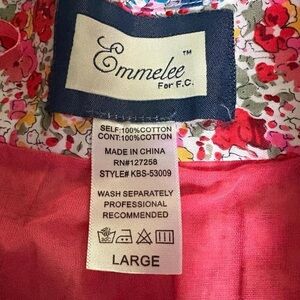 Emmelee™
For F.C.
SELF:100%COTTON
CONT:100%COTTON
MADE IN CHINA
RN#127258
STYLE# KBS-53009
WASH SEPARATELY
PROFESSIONAL
RECOMMENDED
LARGE